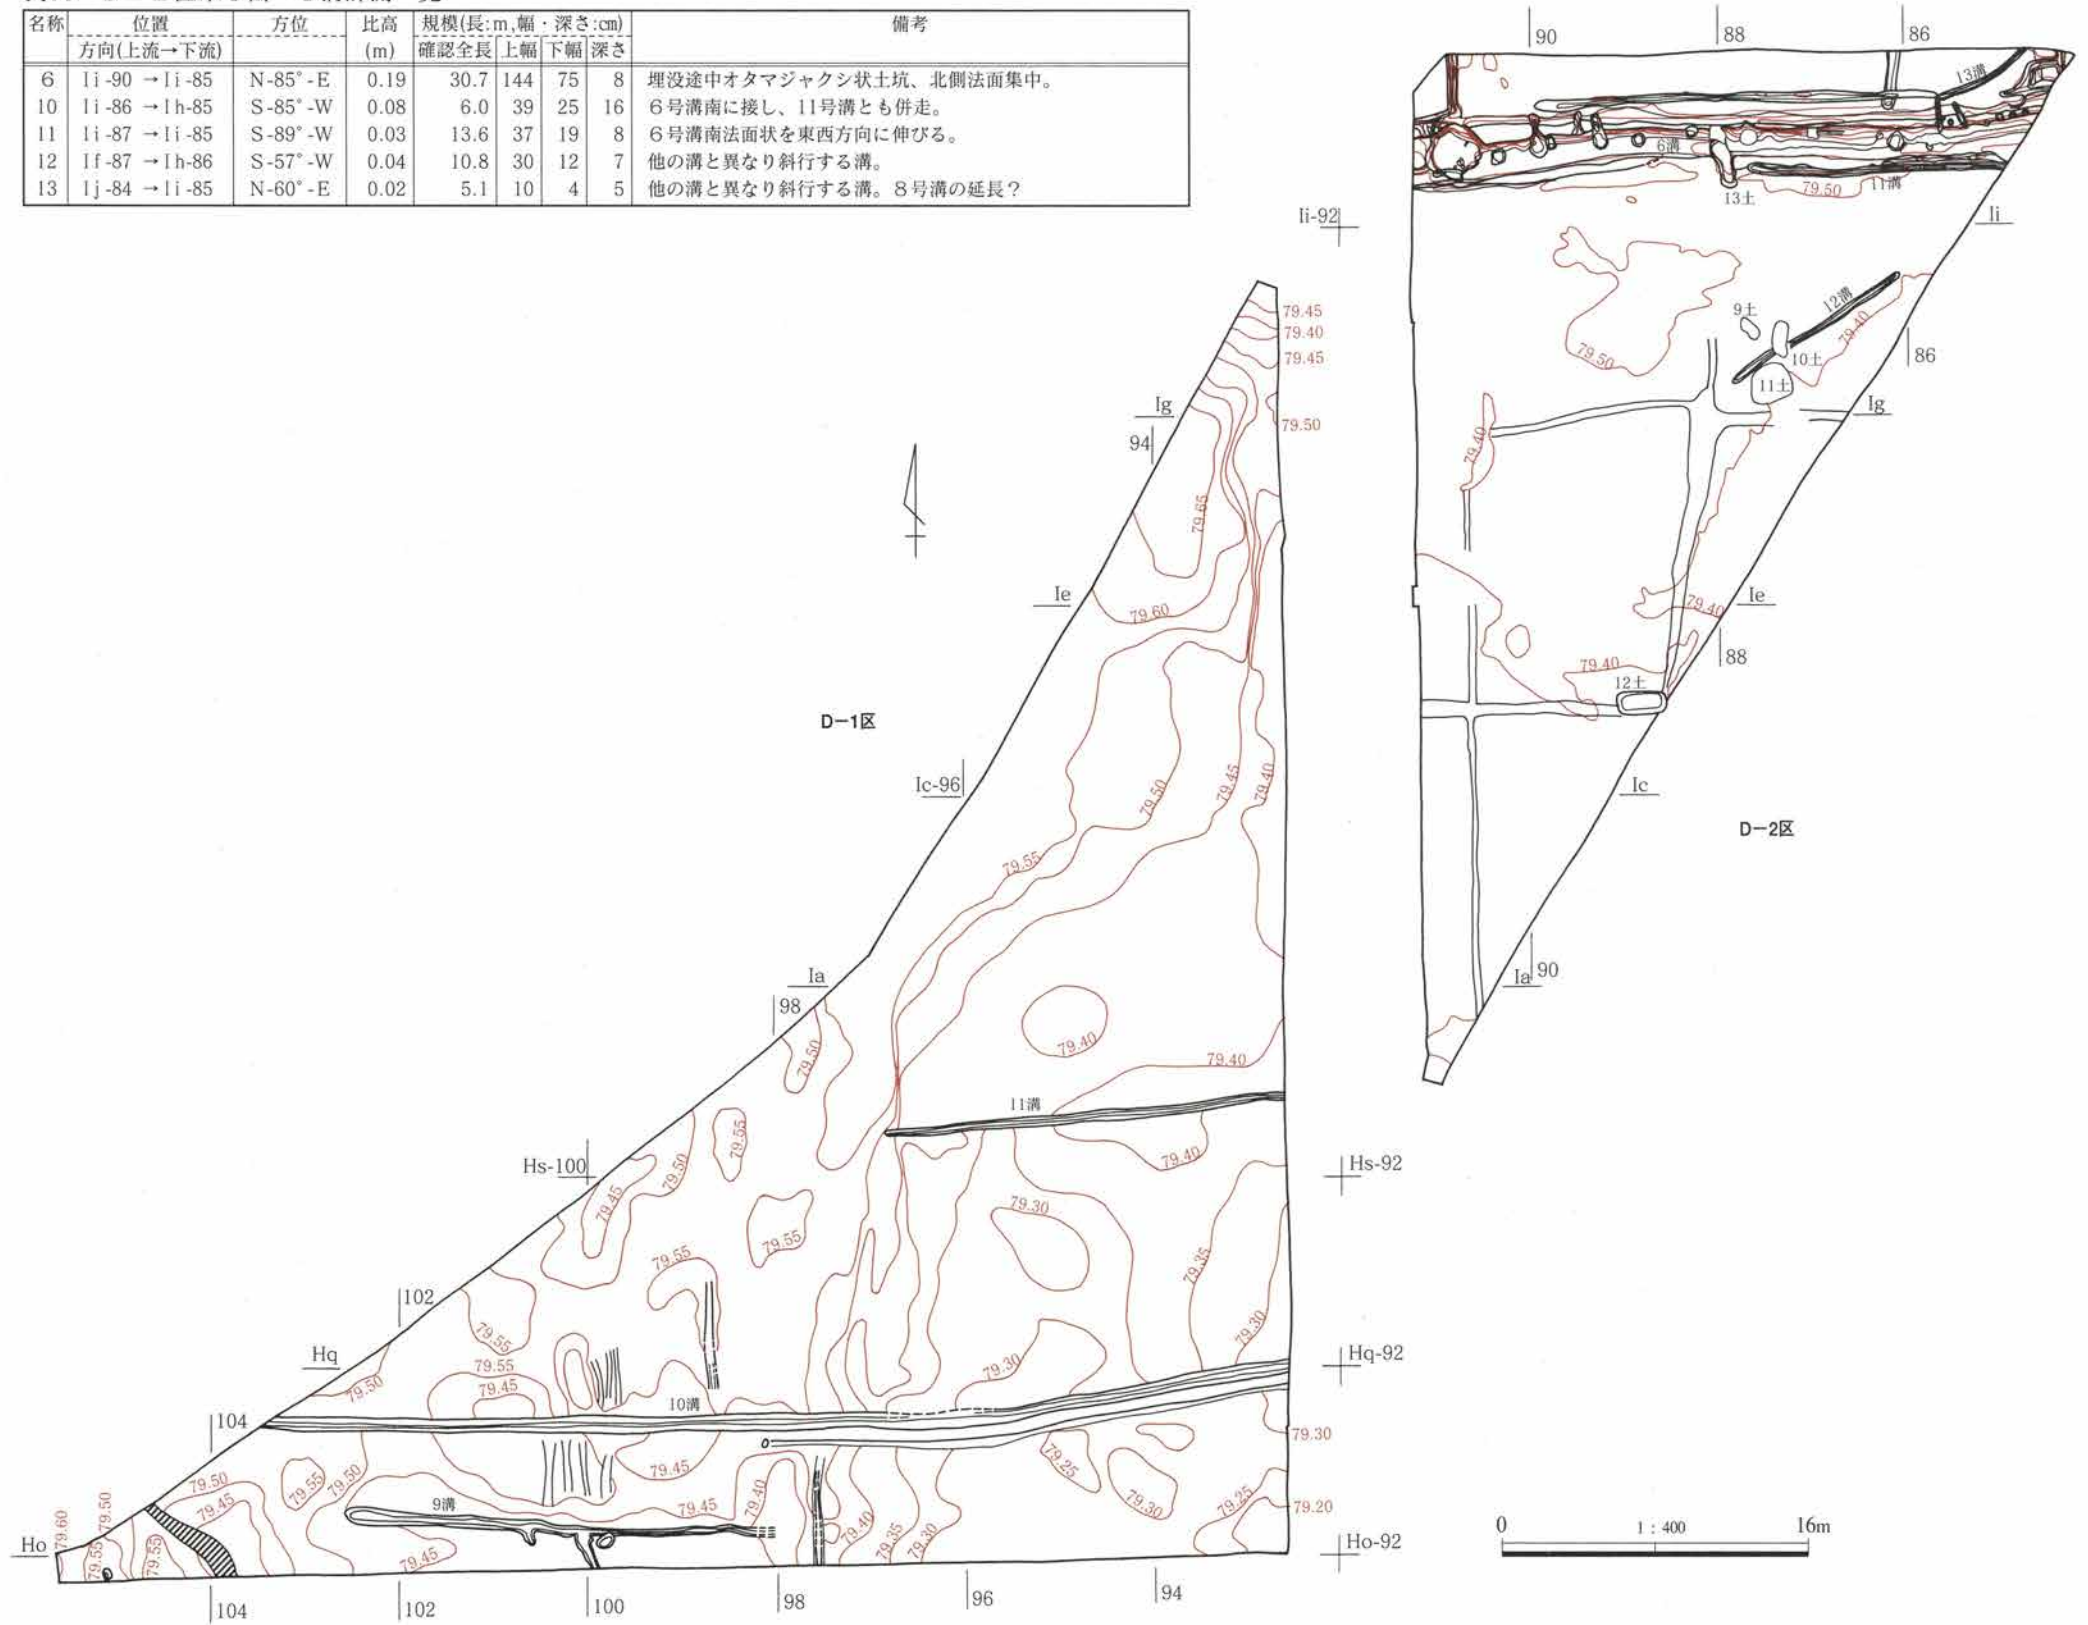 名称 位置 方位 比高 規模(長:m,幅・深さ:cm) 備考
方向(上流→下流) (m) 確認全長 上幅 下幅 深さ
6 Ii-90 →Ii-85 N-85°-E 0.19 30.7 144 75 8 埋没途中オタマジャクシ状土坑、北側法面集中。
10 Ii-86 →Ih-85 S-85°-W 0.08 6.0 39 25 16 6号溝南に接し、11号溝とも併走。
11 Ii-87 →Ii-85 S-89°-W 0.03 13.6 37 19 8 6号溝南法面状を東西方向に伸びる。
12 If-87 →Ih-86 S-57°-W 0.04 10.8 30 12 7 他の溝と異なり斜行する溝。
13 Ij-84 →Ii-85 N-60°-E 0.02 5.1 10 4 5 他の溝と異なり斜行する溝。8号溝の延長？
90 88 86
13溝
6溝
79.50 11溝
13土
Ii-92 Ii
12溝
9土
79.40
79.50 10土 86
11土
Ig
79.40
79.40 Ie
79.40 88
12土
Ic
D-2区
Ia 90
79.45
79.40
79.45
Ig
79.50
94
79.65
Ie
79.60
D-1区
Ic-96
79.50 79.45 79.40
79.55
Ia
98
79.50 79.40 79.40
11溝
79.55
Hs-100 79.50 79.40 Hs-92
79.45 79.30
79.55
79.55 79.35
102
79.55 79.30
Hq 79.55 79.30 Hq-92
79.50 79.45
10溝
104
79.30
79.50 79.55 79.50 79.45 79.25
79.45 9溝 79.45 79.40 79.30 79.25 79.20
79.60 79.50 79.40
Ho 79.55 79.55 79.45 79.35 79.30 Ho-92
104 102 100 98 96 94
0 1:400 16m